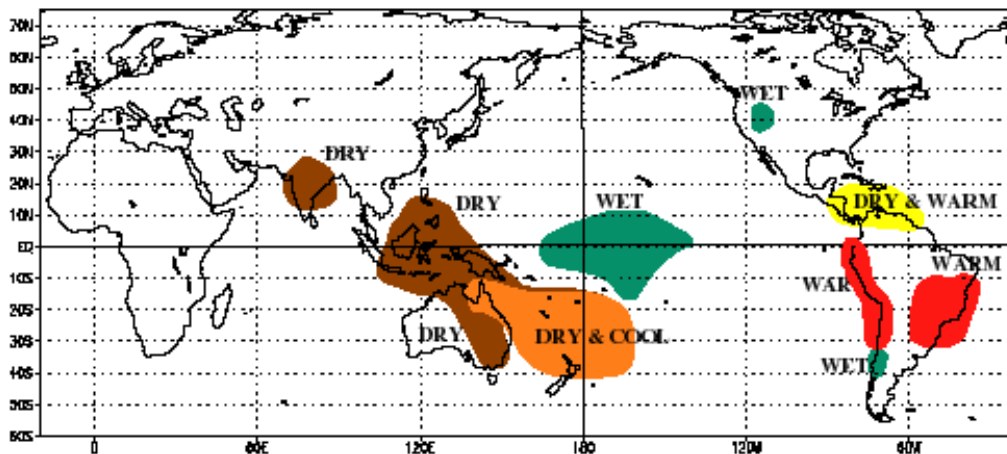 70N
60N
WET
50N
40N
DRY
30N
20N
DRY
WET
DRY & WARM
10N
EQ
WARM
10S
WAR
20S
DRY
DRY & COOL
30S
WET
40S
50S
60S
0
60E
120E
180
120W
60W